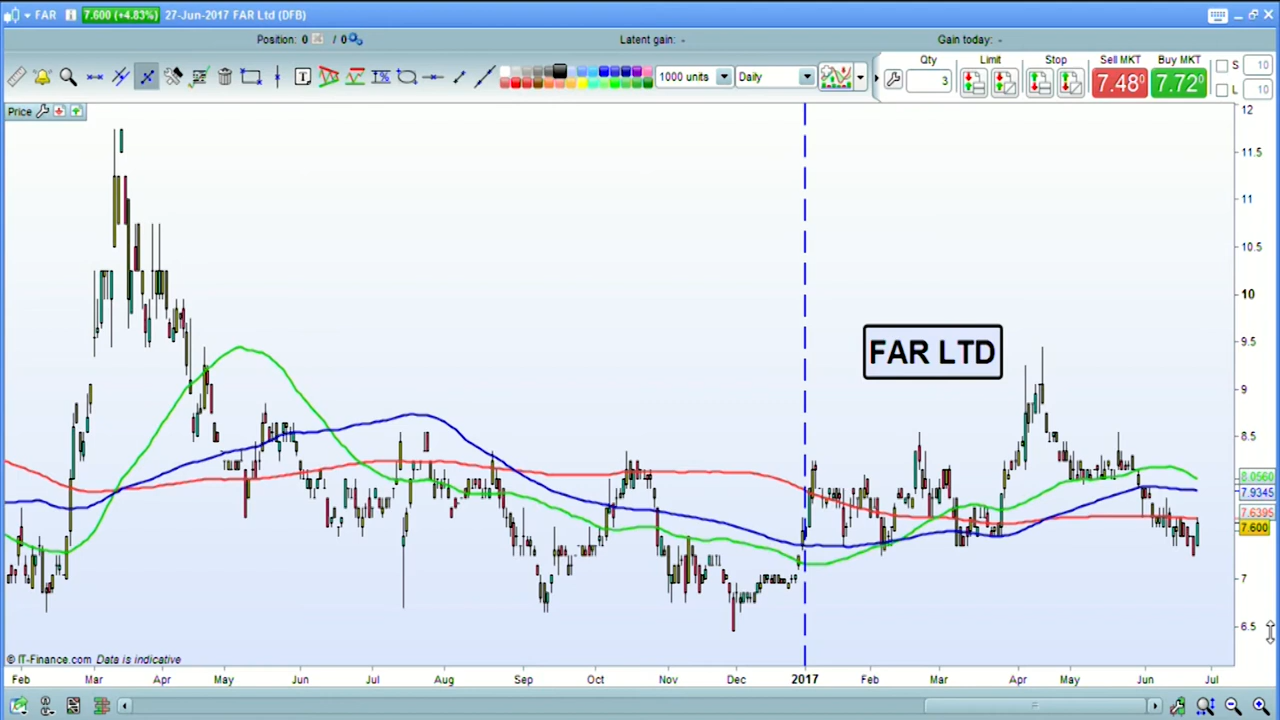 FAR 7.600 (+4.83%) 27-Jun-2017 FAR Ltd (DFB)
Position: 0 / 0 Latent gain: - Gain today: -
Qty Limit Stop Sell MKT Buy MKT S 10
1000 units Daily 3 7.48⁰ 7.72⁰ L 10
Price
12
11.5
11
10.5
10
9.5
FAR LTD
9
8.5
8.0560
7.9345
7.6395
7.600
7
6.5
© IT-Finance.com Data is indicative
Feb Mar Apr May Jun Jul Aug Sep Oct Nov Dec 2017 Feb Mar Apr May Jun Jul